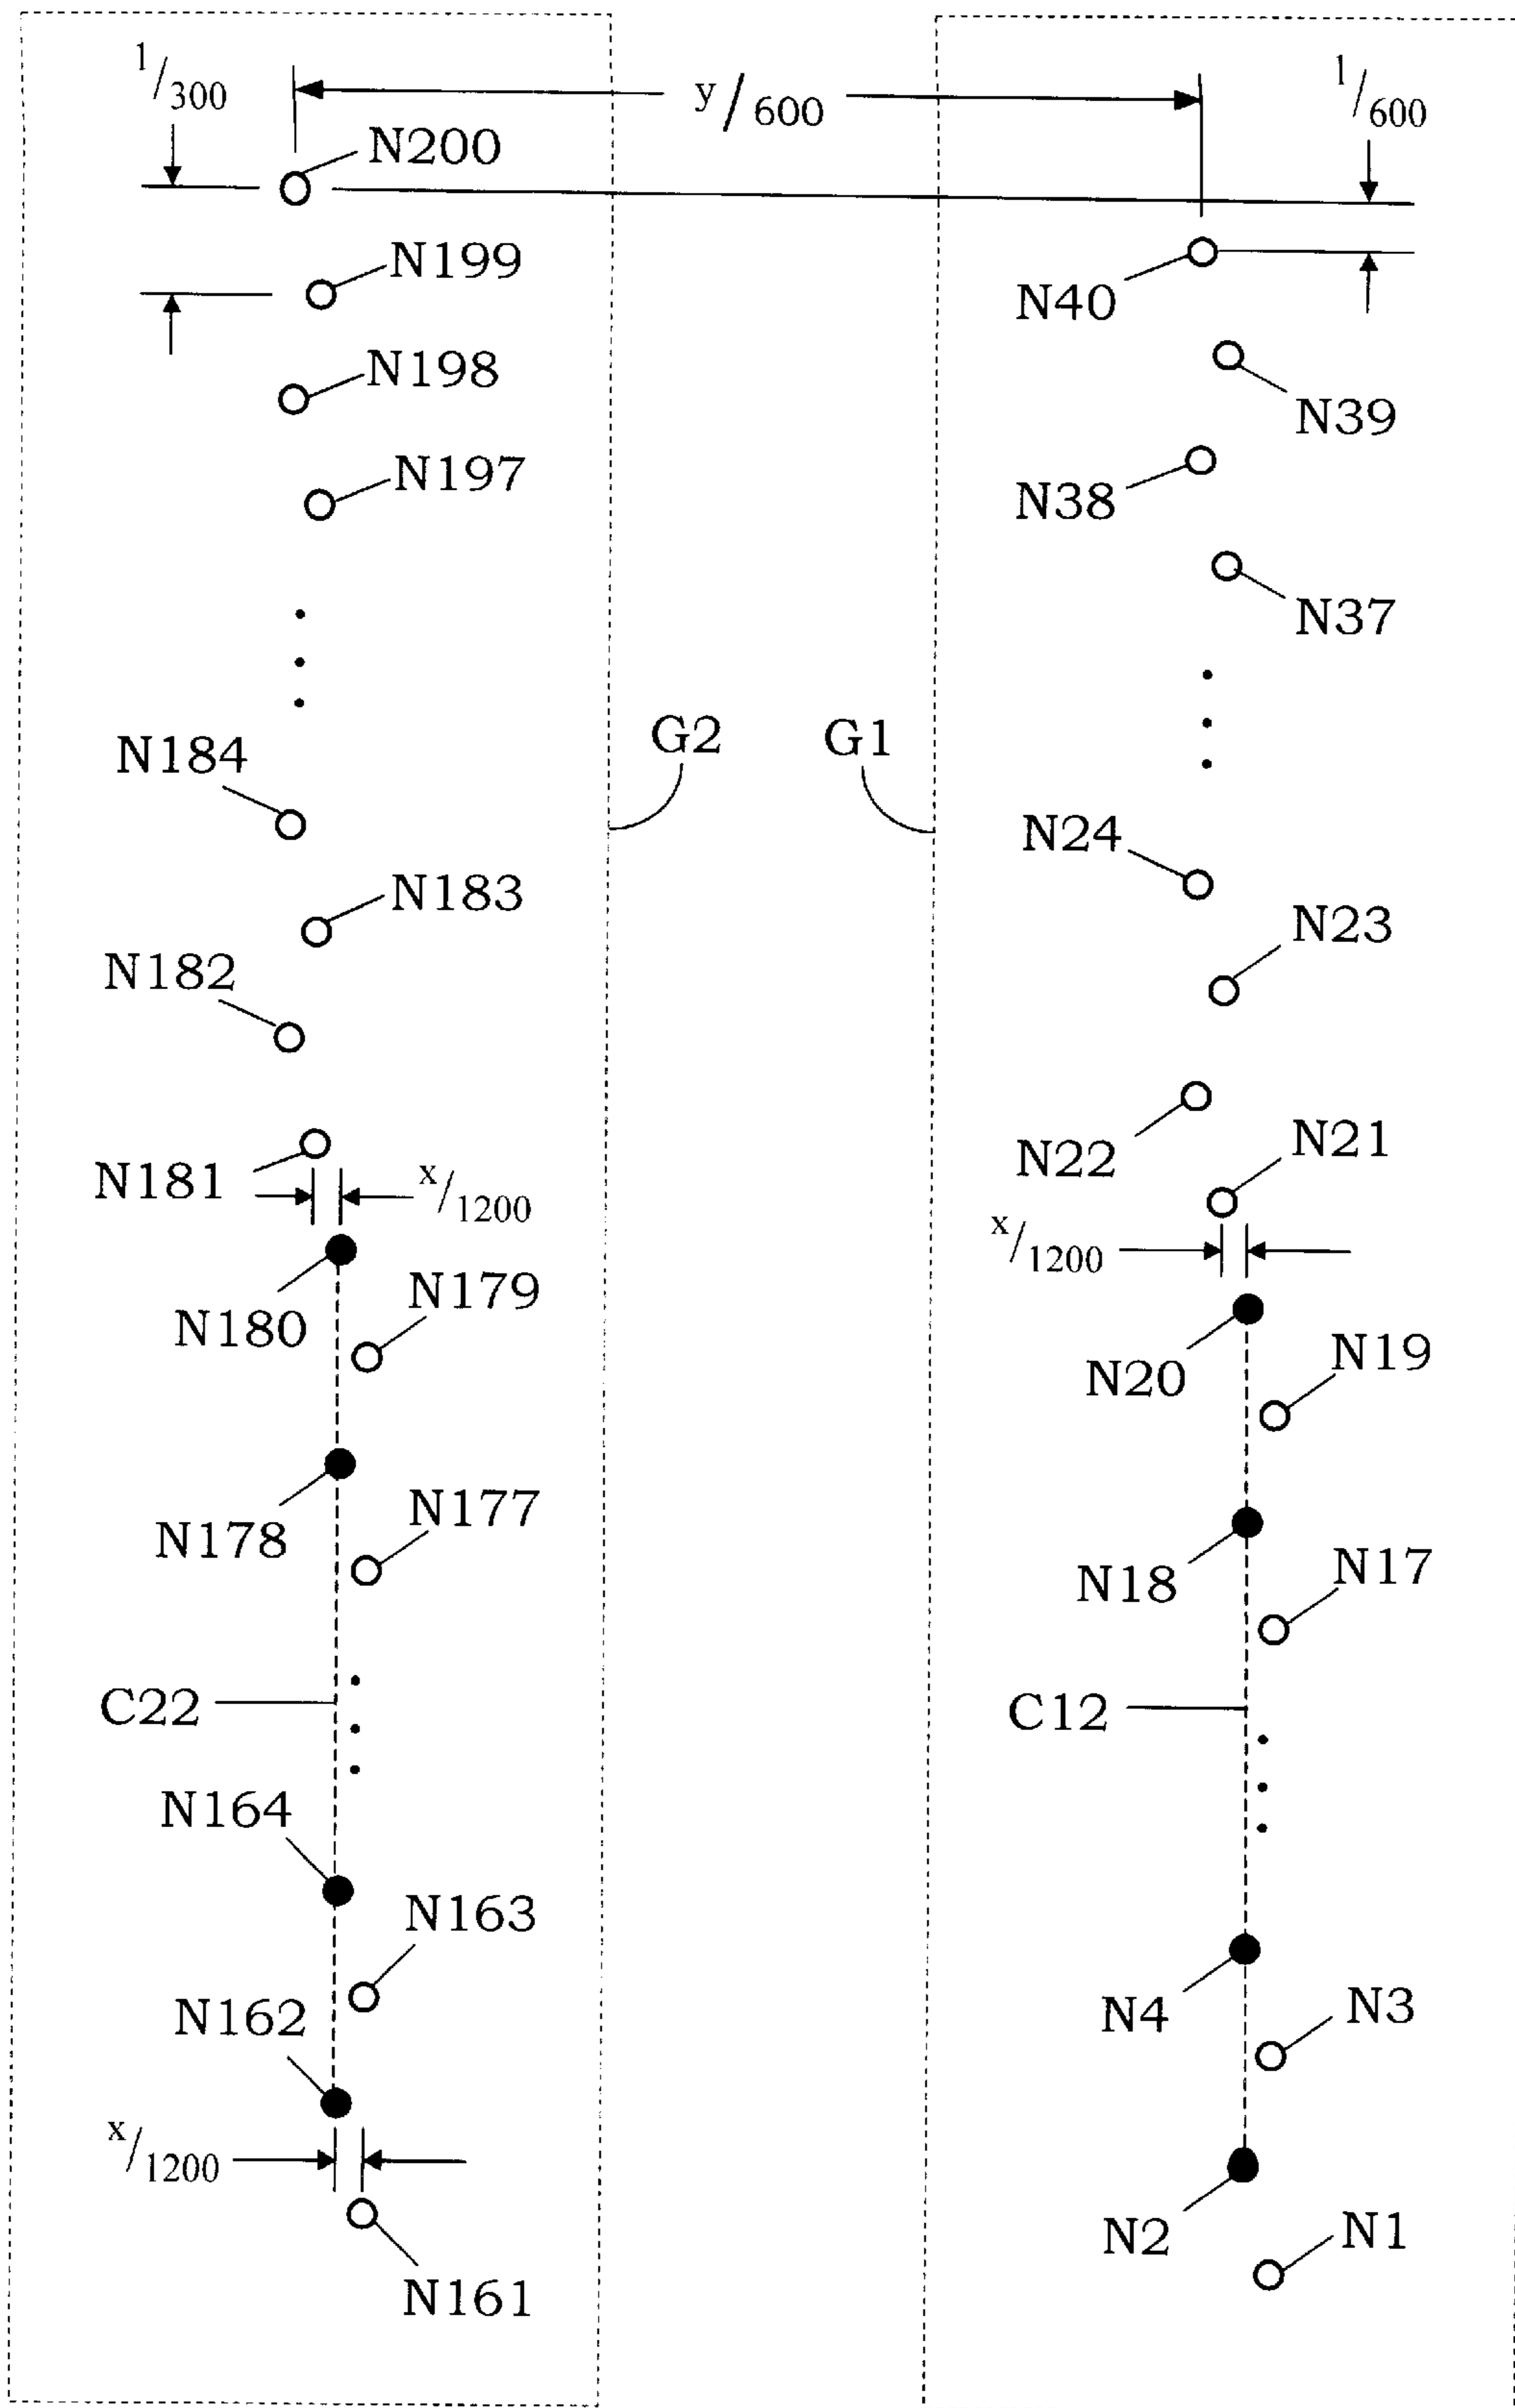 1/300
y/600
1/600
N200
N199
N40
N198
N39
N197
N38
N37
G2
G1
N184
N24
N183
N23
N182
N22
N21
N181
x/1200
x/1200
N180
N179
N20
N19
N178
N177
N18
N17
C22
C12
N164
N163
N4
N3
N162
x/1200
N2
N1
N161